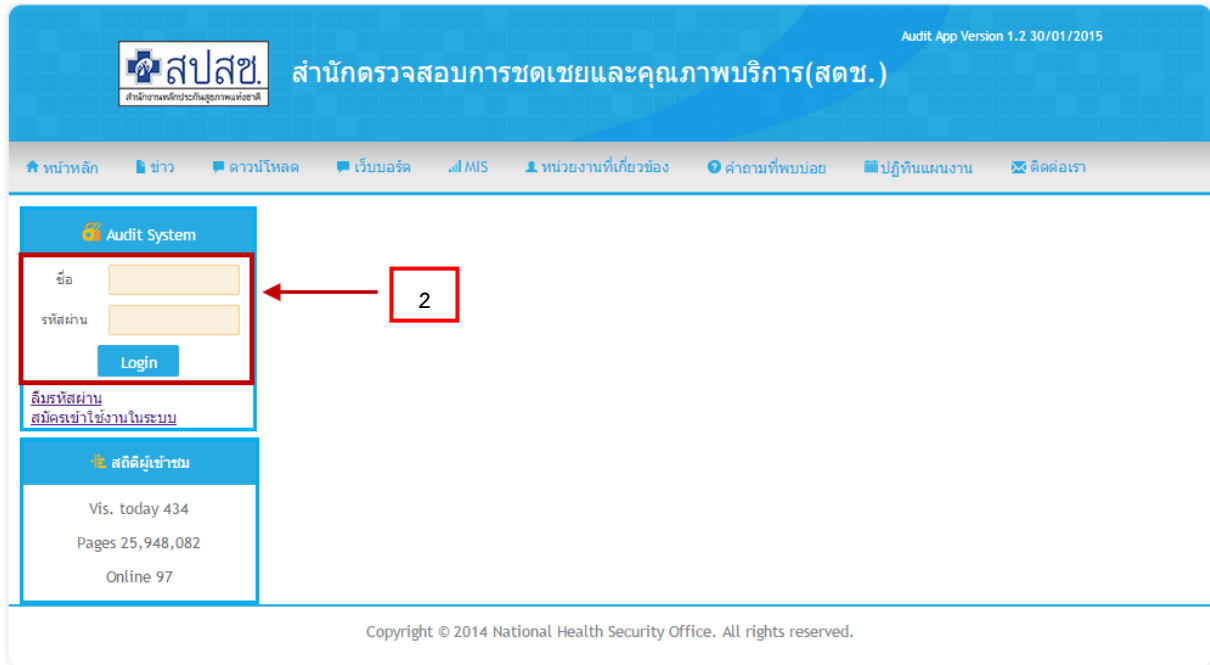 Audit App Version 1.2 30/01/2015
สปสช.
สำนักงานหลักประกันสุขภาพแห่งชาติ
สำนักตรวจสอบการชดเชยและคุณภาพบริการ(สตช.)
หน้าหลัก ข่าว ดาวน์โหลด เว็บบอร์ด MIS หน่วยงานที่เกี่ยวข้อง คำถามที่พบบ่อย ปฏิทินแผนงาน ติดต่อเรา
Audit System
ชื่อ
2
รหัสผ่าน
Login
ลืมรหัสผ่าน
สมัครเข้าใช้งานในระบบ
สถิติผู้เข้าชม
Vis. today 434
Pages 25,948,082
Online 97
Copyright © 2014 National Health Security Office. All rights reserved.